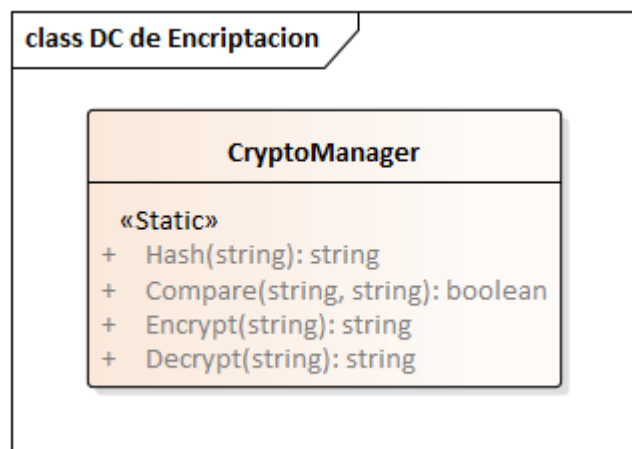 class DC de Encriptacion
CryptoManager
«Static»
+ Hash(string): string
+ Compare(string, string): boolean
+ Encrypt(string): string
+ Decrypt(string): string